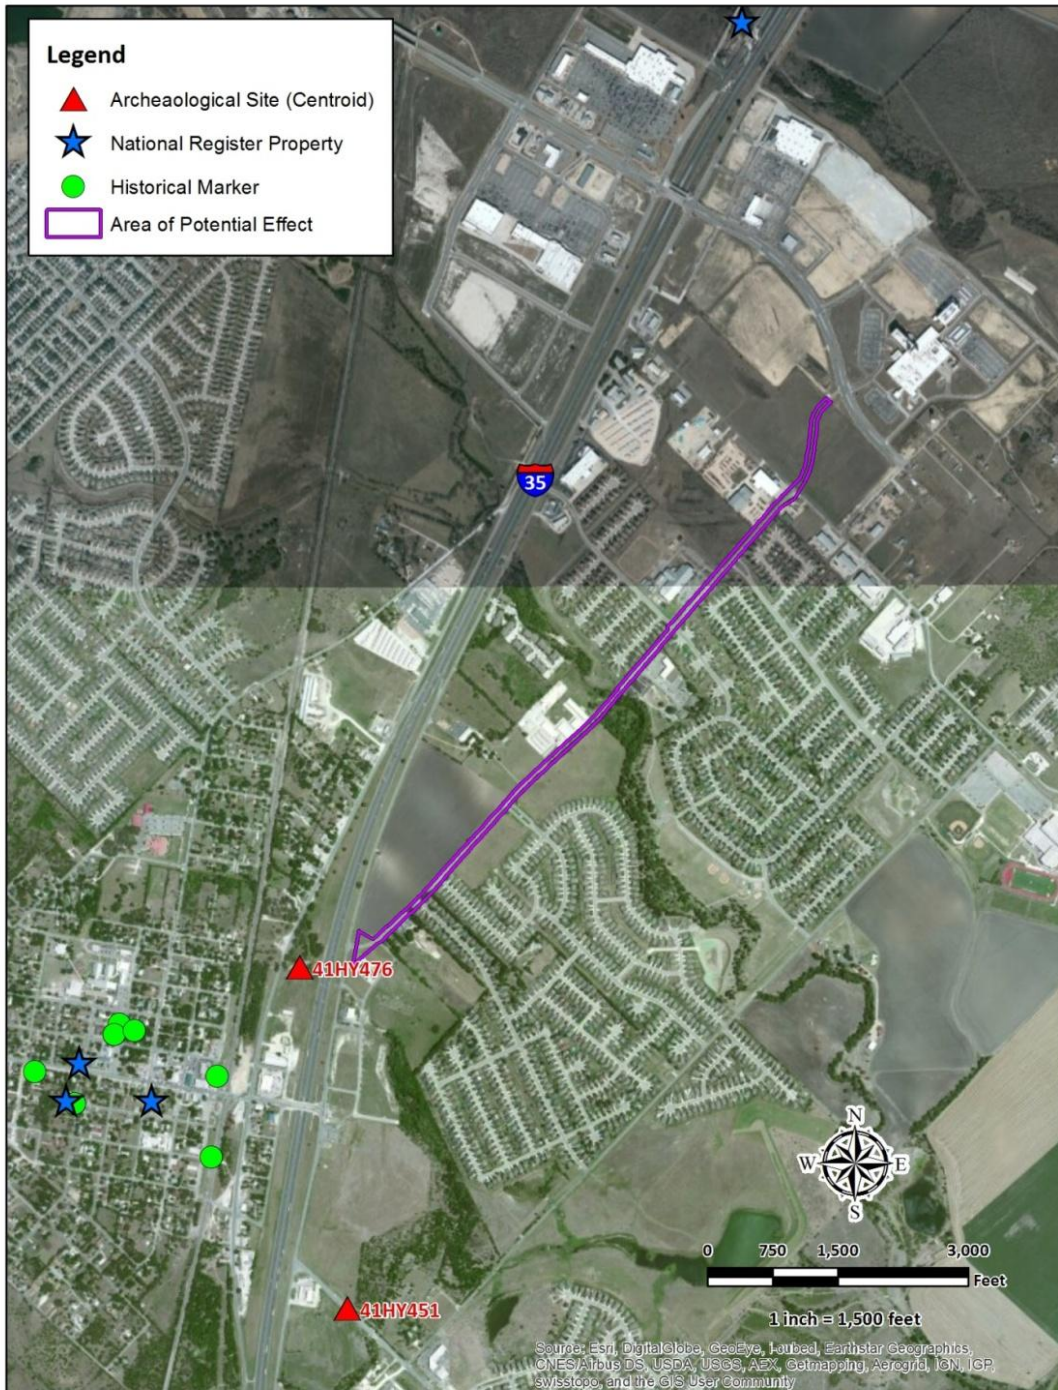 Legend
Archeaological Site (Centroid)
National Register Property
Historical Marker
Area of Potential Effect
35
41HY476
41HY451
N
W E
S
0 750 1,500 3,000
Feet
1 inch = 1,500 feet
Source: Esri, DigitalGlobe, GeoEye, i-cubed, Earthstar Geographics,
CNES/Airbus DS, USDA, USGS, AEX, Getmapping, Aerogrid, IGN, IGP,
swisstopo, and the GIS User Community